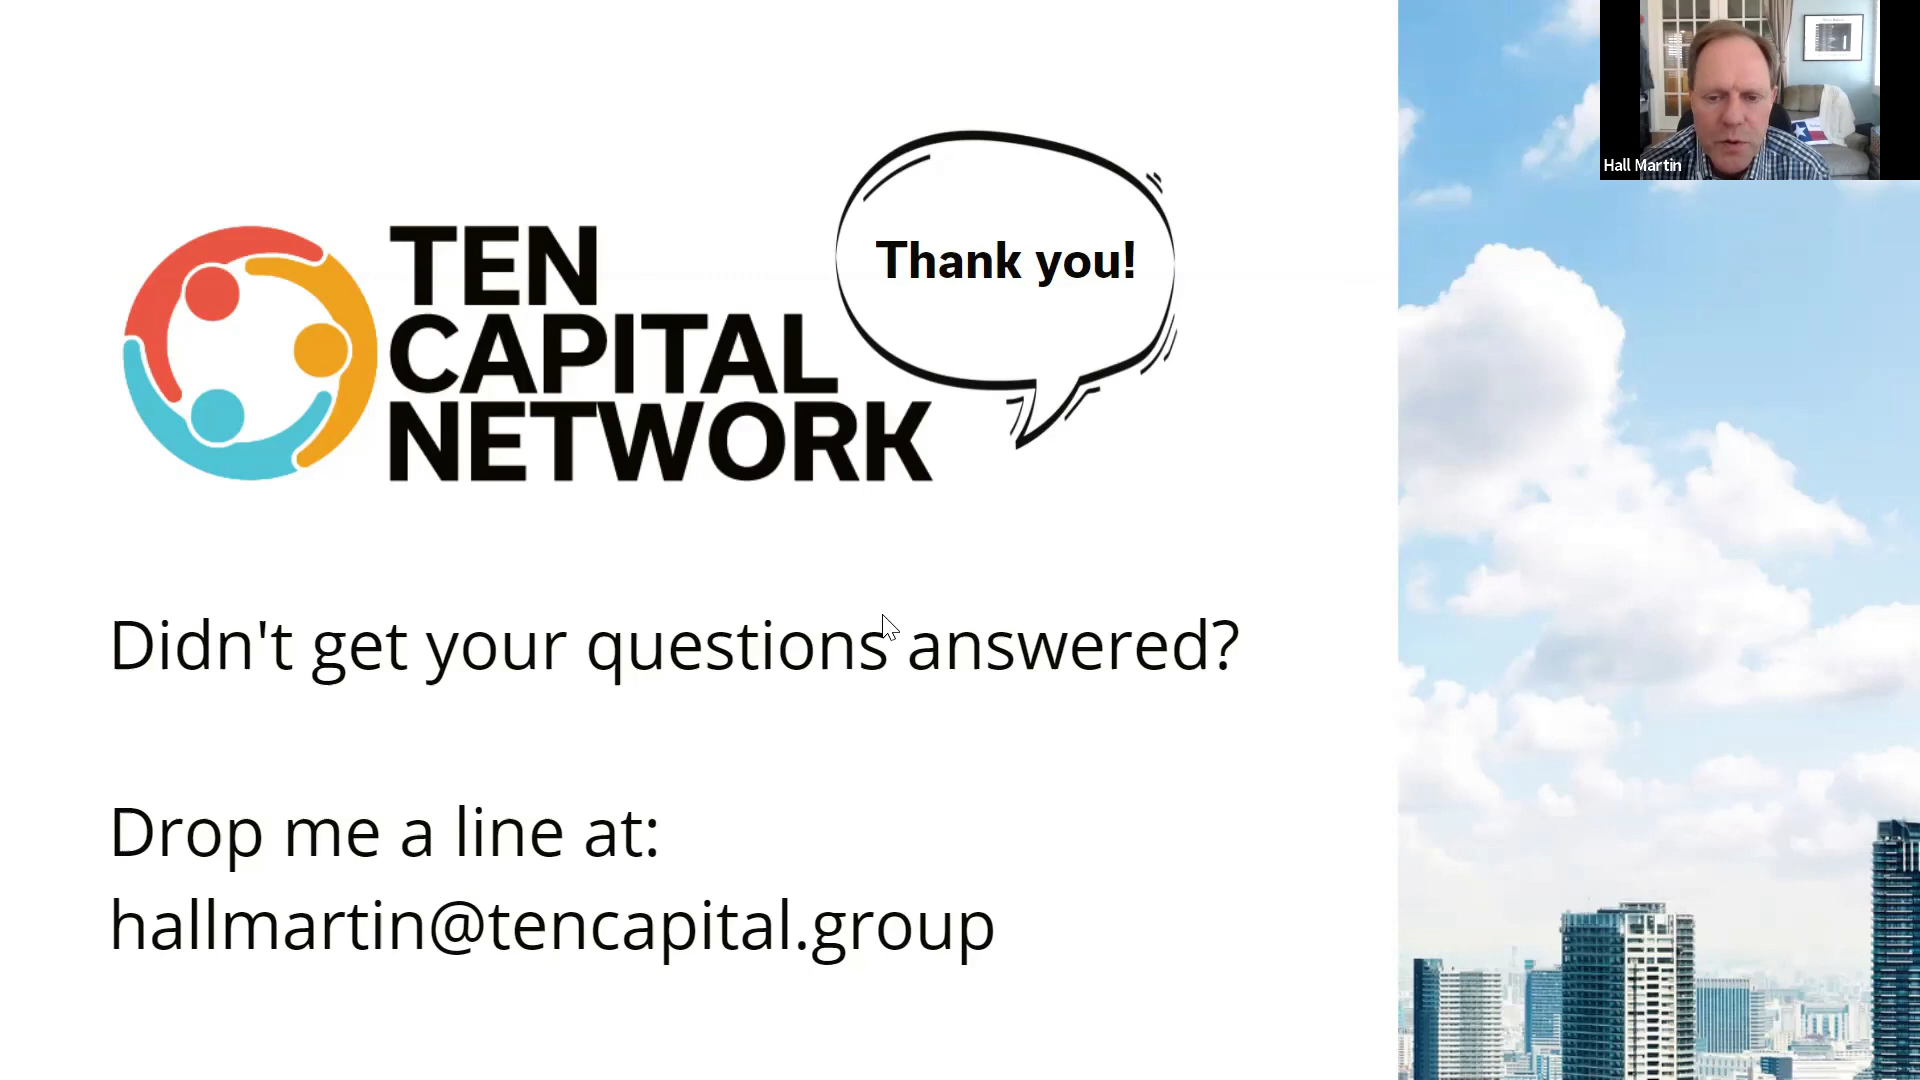 Hall Martin
Thank you!
TEN
CAPITAL
NETWORK
Didn't get your questions answered?
Drop me a line at:
hallmartin@tencapital.group